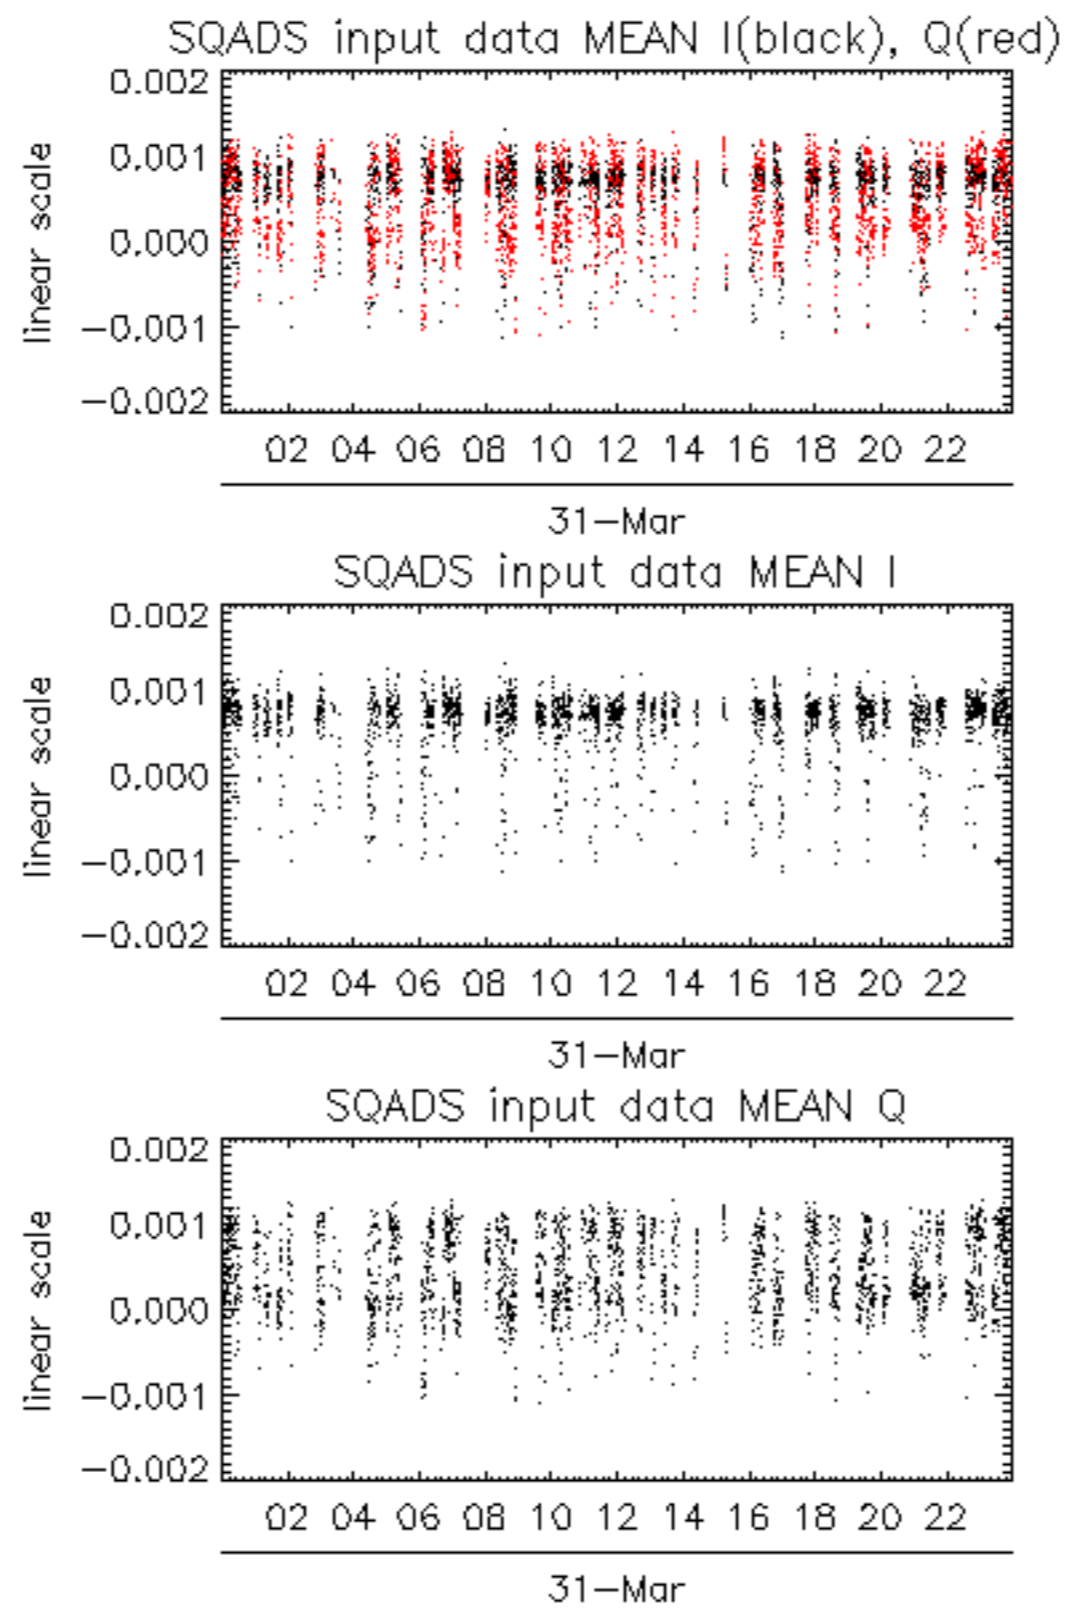 SQADS input data MEAN I(black), Q(red)
0.002
0.001
0.000
−0.001
−0.002
linear scale
02 04 06 08 10 12 14 16 18 20 22
31−Mar
SQADS input data MEAN I
0.002
0.001
0.000
−0.001
−0.002
linear scale
02 04 06 08 10 12 14 16 18 20 22
31−Mar
SQADS input data MEAN Q
0.002
0.001
0.000
−0.001
−0.002
linear scale
02 04 06 08 10 12 14 16 18 20 22
31−Mar